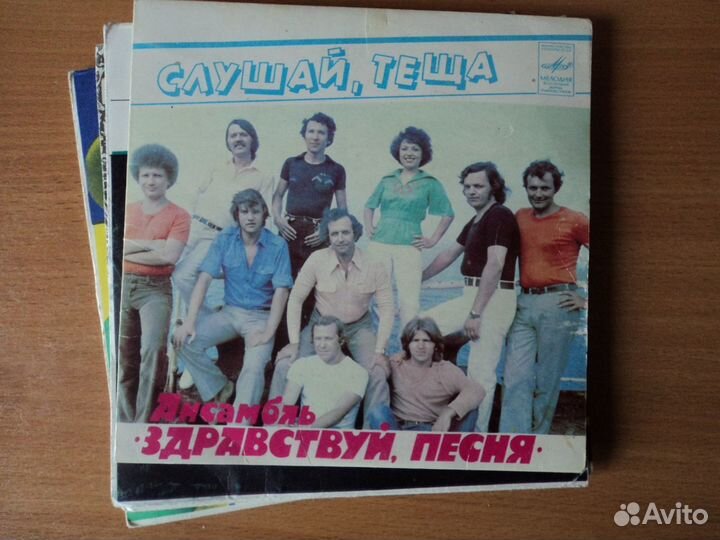 СЛУШАЙ, ТЕЩА
МЕЛОДИЯ
Ансамбль
·ЗДРАВСТВУЙ, ПЕСНЯ·
Avito